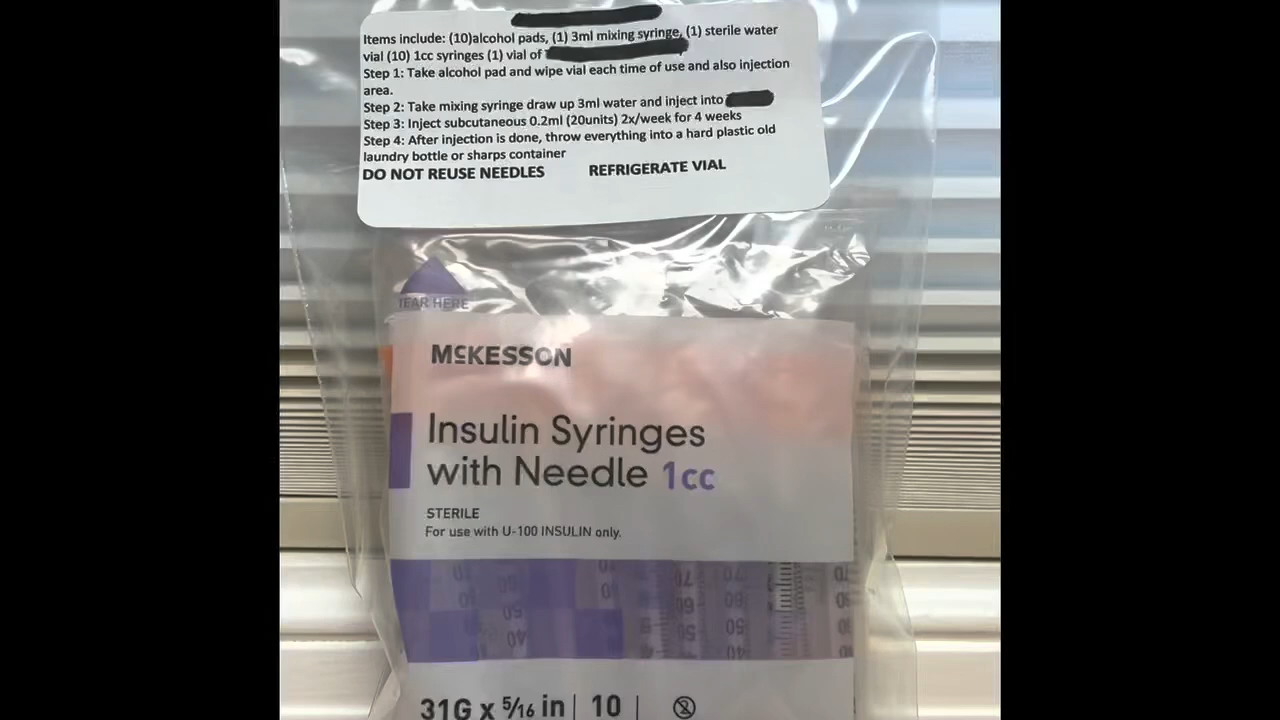 Items include: (10)alcohol pads, (1) 3ml mixing syringe, (1) sterile water
vial (10) 1cc syringes (1) vial of
Step 1: Take alcohol pad and wipe vial each time of use and also injection
area.
Step 2: Take mixing syringe draw up 3ml water and inject into
Step 3: Inject subcutaneous 0.2ml (20units) 2x/week for 4 weeks
Step 4: After injection is done, throw everything into a hard plastic old
laundry bottle or sharps container
DO NOT REUSE NEEDLES REFRIGERATE VIAL
TEAR HERE
MCKESSON
Insulin Syringes
with Needle 1cc
STERILE
For use with U-100 INSULIN only.
31G x 5/16 in | 10 |